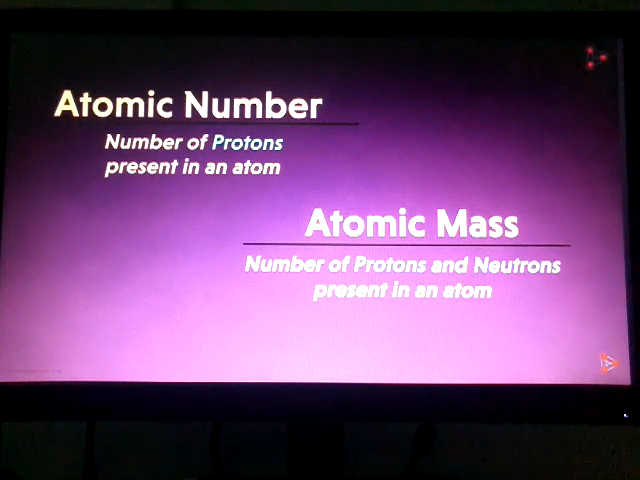 Atomic Number
Number of Protons
present in an atom
Atomic Mass
Number of Protons and Neutrons
present in an atom